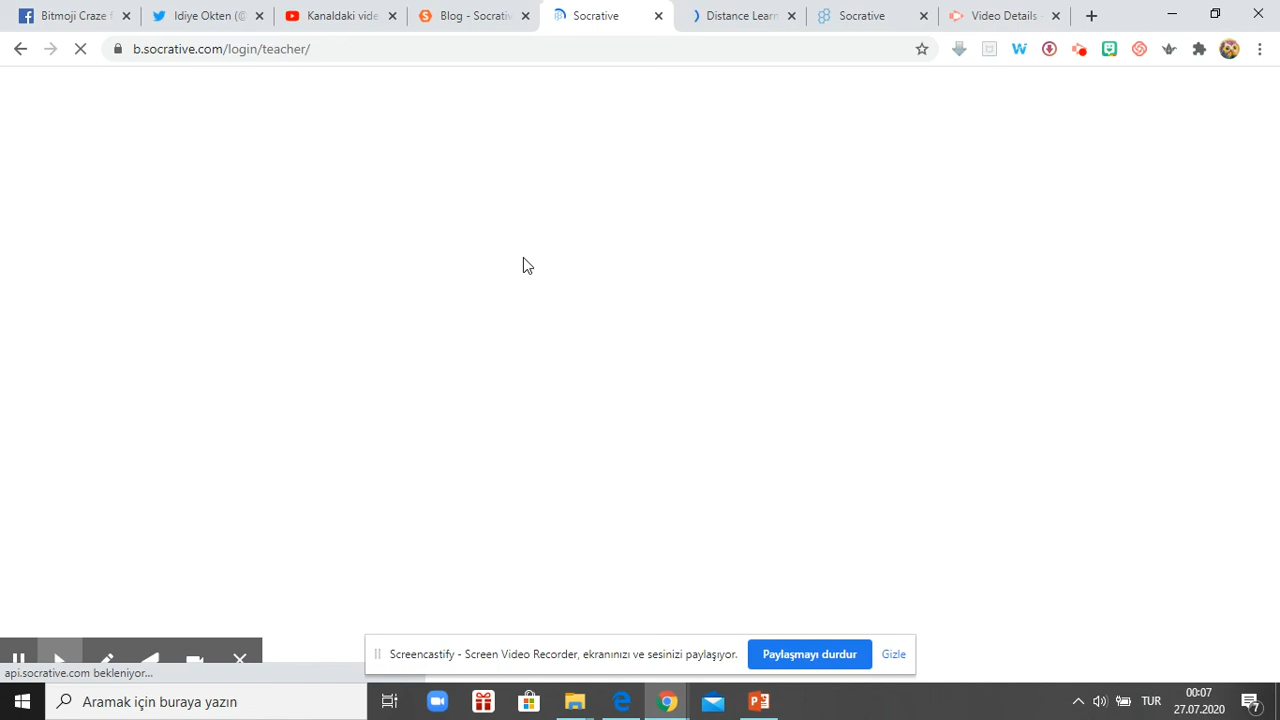 Bitmoji Craze f
Idiye Okten (@
Kanaldaki vide
Blog - Socrativ
Socrative
Distance Learn
Socrative
Video Details -
b.socrative.com/login/teacher/
Screencastify - Screen Video Recorder, ekranınızı ve sesinizi paylaşıyor.
Paylaşmayı durdur
Gizle
api.socrative.com bekleniyor...
Aramak için buraya yazın
TUR
00:07
27.07.2020
7